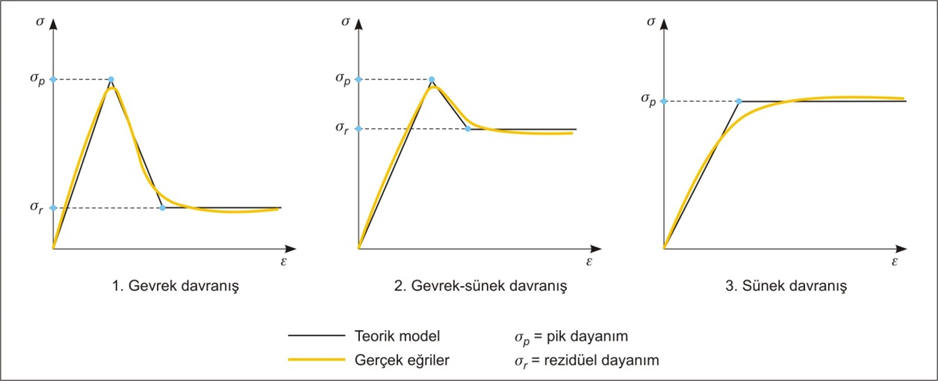 σ
σp
σr
ε
1. Gevrek davranış
σ
σp
σr
ε
2. Gevrek-sünek davranış
σ
σp
ε
3. Sünek davranış
Teorik model
σp = pik dayanım
Gerçek eğriler
σr = rezidüel dayanım